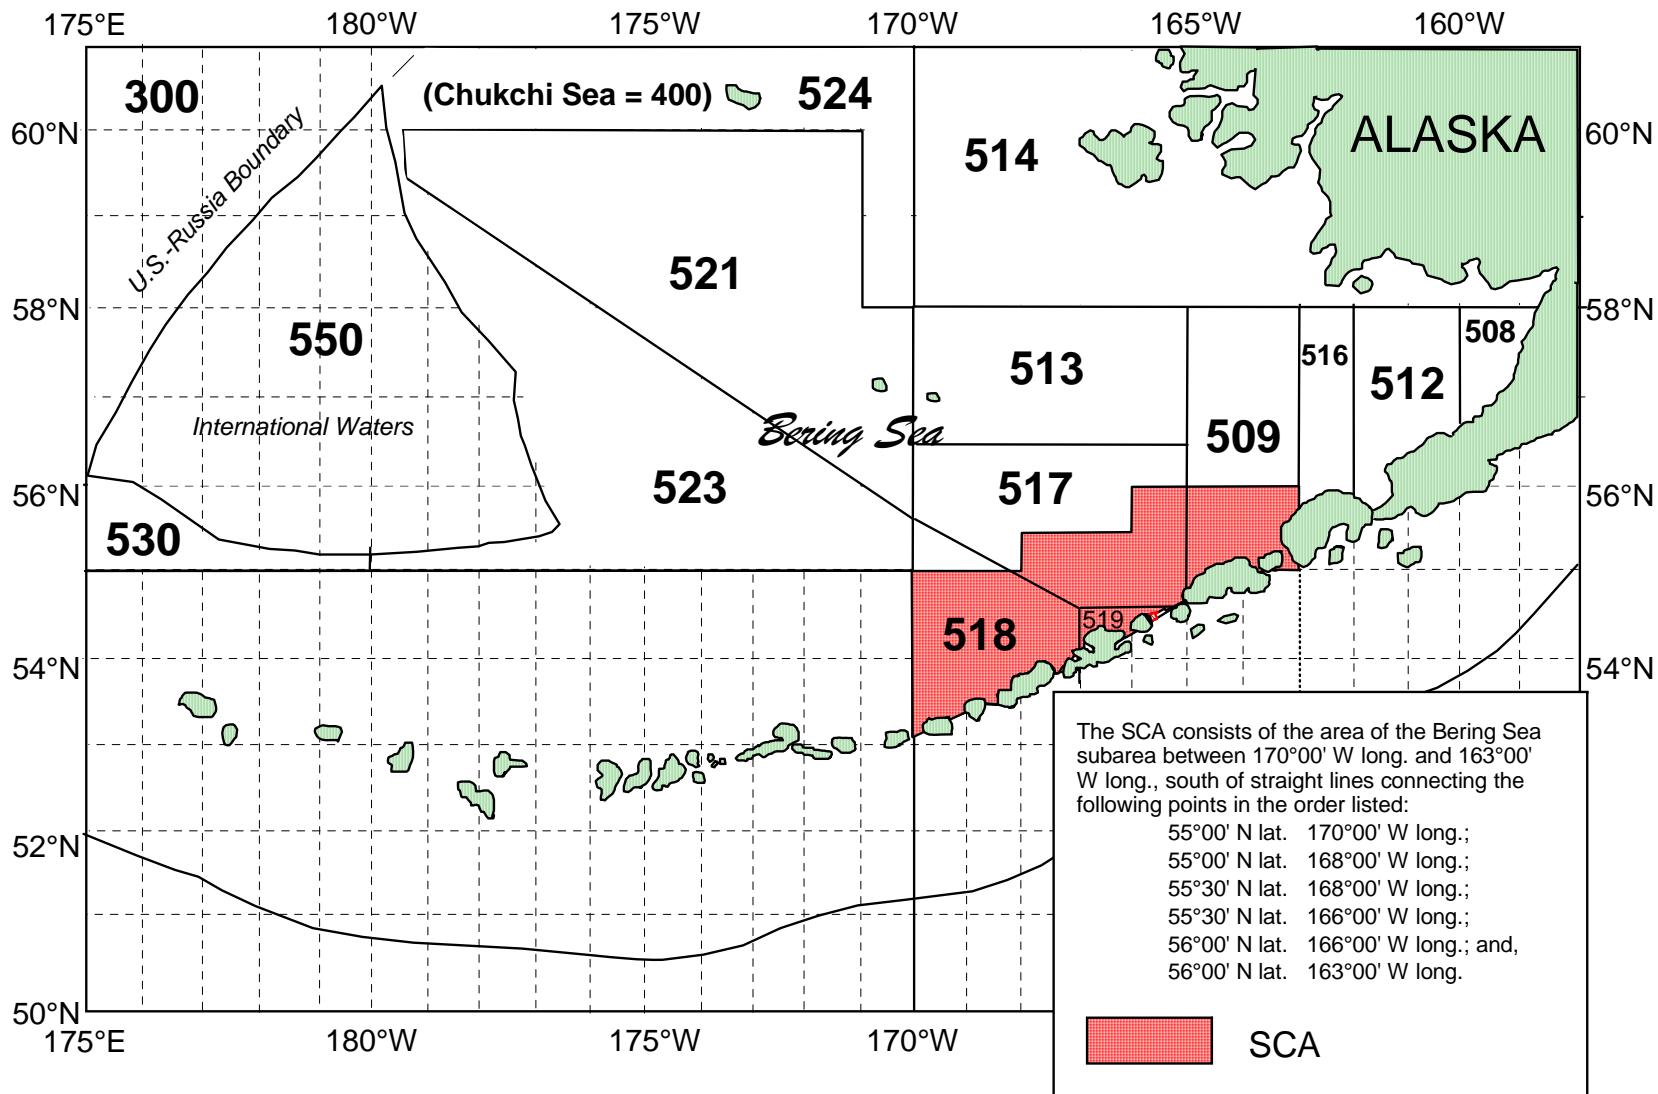 175°E 180°W 175°W 170°W 165°W 160°W
300
(Chukchi Sea = 400) 524
60°N
514
ALASKA
60°N
U.S.-Russia Boundary
521
58°N
58°N
550
513
516
508
512
International Waters
Bering Sea
509
56°N
523
517
56°N
530
519
518
54°N
54°N
The SCA consists of the area of the Bering Sea
subarea between 170°00' W long. and 163°00'
W long., south of straight lines connecting the
following points in the order listed:
55°00' N lat. 170°00' W long.;
55°00' N lat. 168°00' W long.;
55°30' N lat. 168°00' W long.;
55°30' N lat. 166°00' W long.;
56°00' N lat. 166°00' W long.; and,
56°00' N lat. 163°00' W long.
52°N
50°N
175°E 180°W 175°W 170°W
SCA